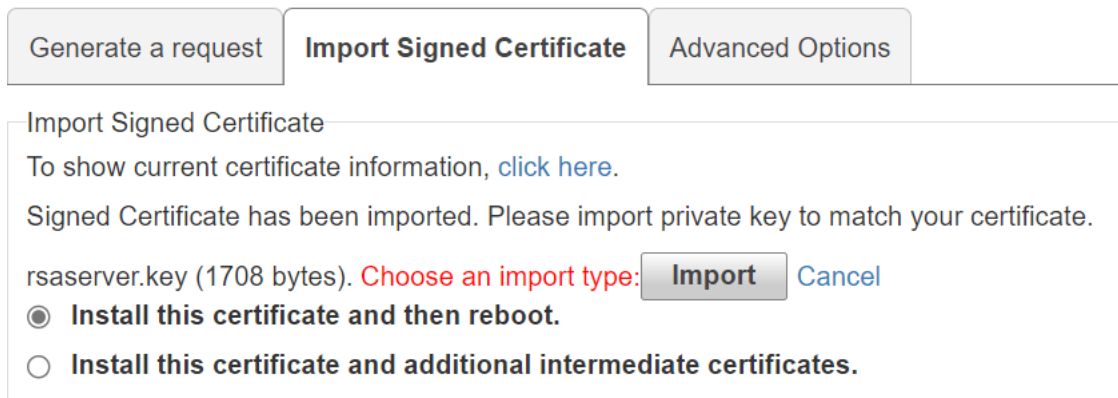 Generate a request
Import Signed Certificate
Advanced Options
Import Signed Certificate
To show current certificate information, click here.
Signed Certificate has been imported. Please import private key to match your certificate.
rsaserver.key (1708 bytes). Choose an import type: Import Cancel
Install this certificate and then reboot.
Install this certificate and additional intermediate certificates.